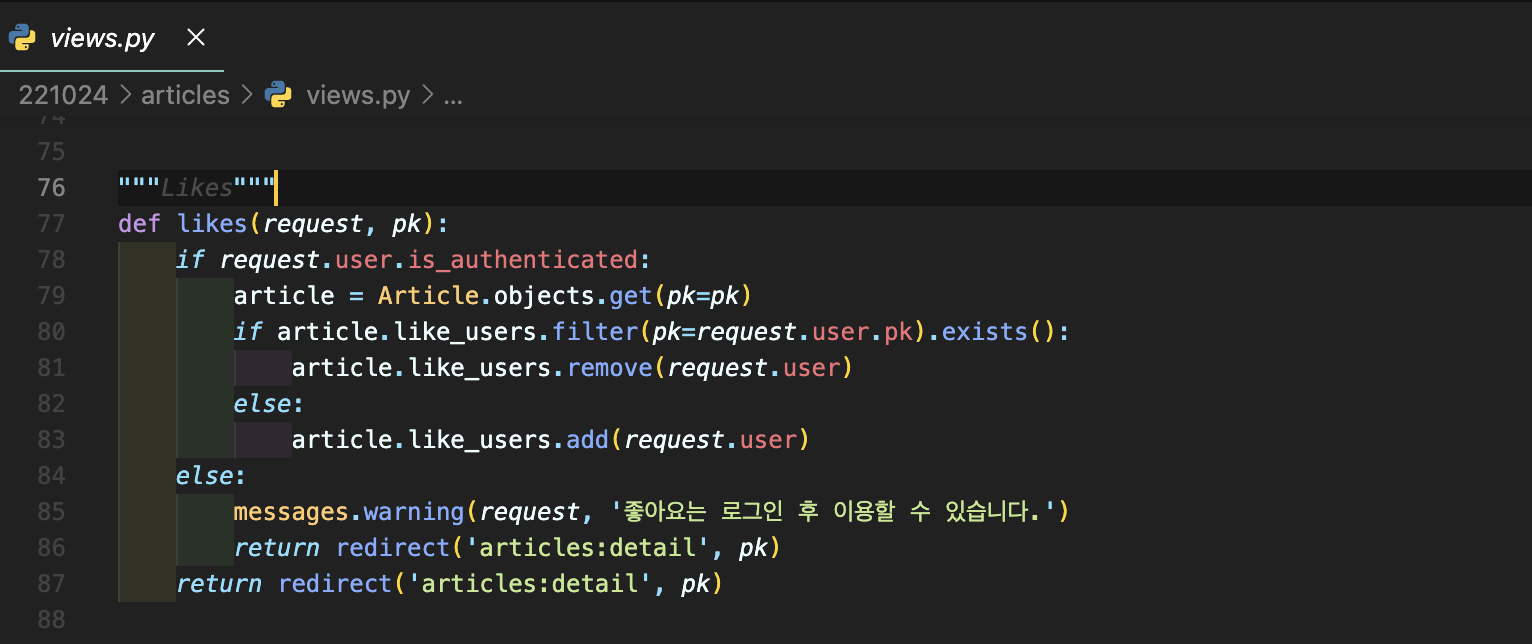 views.py ×
221024 > articles > views.py > ...
74
75
76 """Likes"""
77 def likes(request, pk):
78     if request.user.is_authenticated:
79         article = Article.objects.get(pk=pk)
80         if article.like_users.filter(pk=request.user.pk).exists():
81             article.like_users.remove(request.user)
82         else:
83             article.like_users.add(request.user)
84     else:
85         messages.warning(request, '좋아요는 로그인 후 이용할 수 있습니다.')
86         return redirect('articles:detail', pk)
87     return redirect('articles:detail', pk)
88